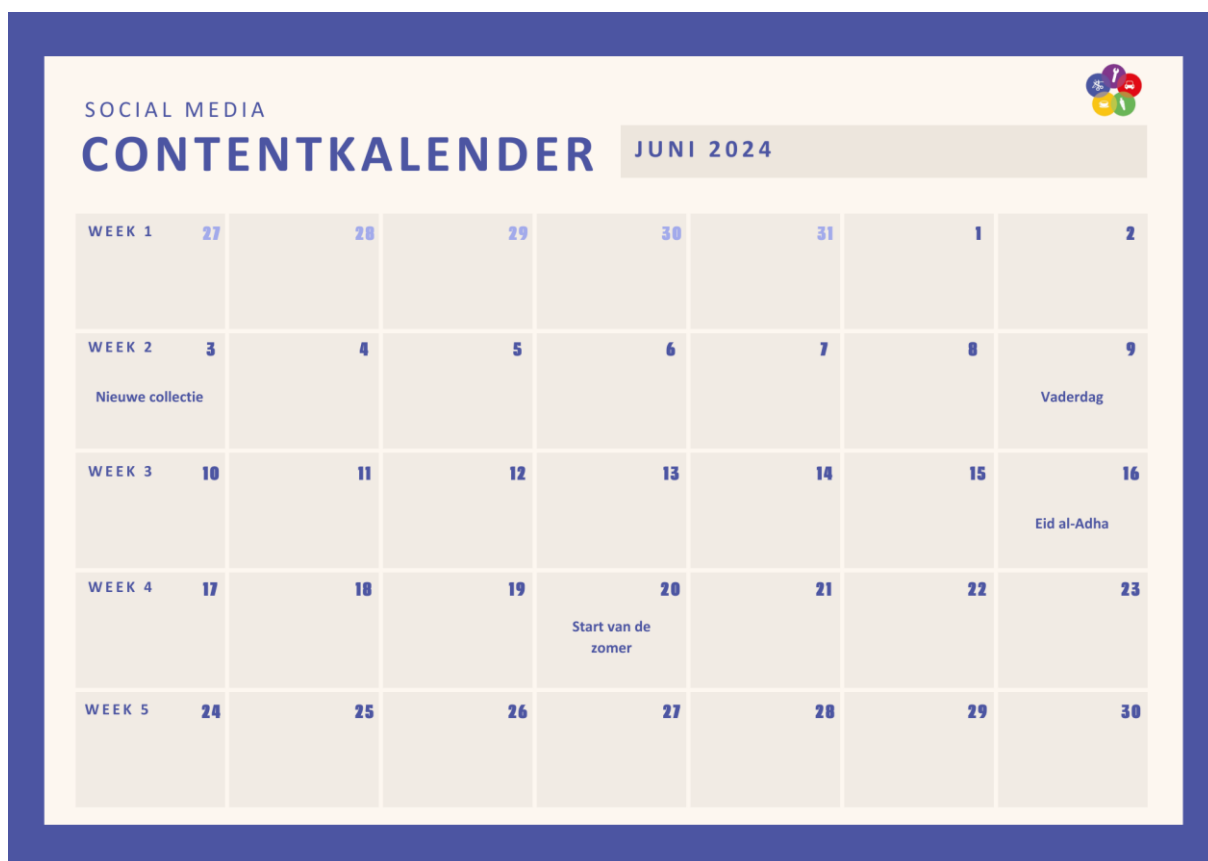 SOCIAL MEDIA
CONTENTKALENDER
JUNI 2024
WEEK 1 27 28 29 30 31 1 2
WEEK 2 3 4 5 6 7 8 9
Nieuwe collectie Vaderdag
WEEK 3 10 11 12 13 14 15 16
Eid al-Adha
WEEK 4 17 18 19 20 21 22 23
Start van de
zomer
WEEK 5 24 25 26 27 28 29 30